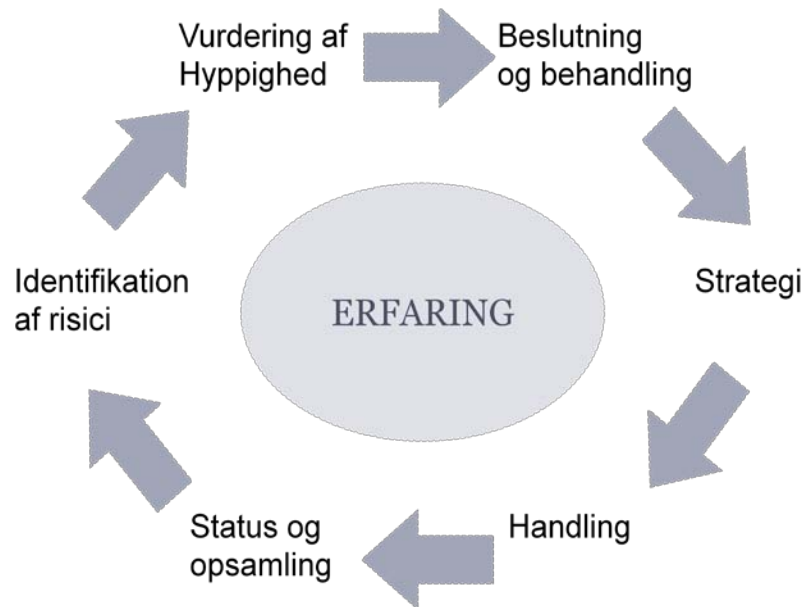 Vurdering af
Hyppighed
Beslutning
og behandling
Identifikation
af risici
ERFARING
Strategi
Status og
opsamling
Handling